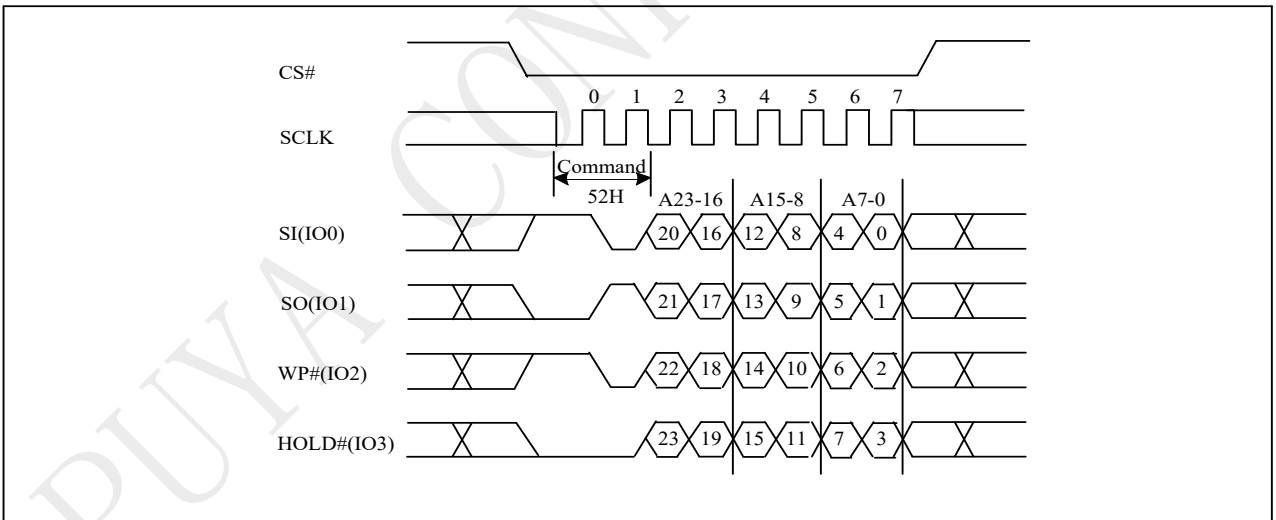 CS#
0 1 2 3 4 5 6 7
SCLK
Command
52H
A23-16 A15-8 A7-0
SI(IO0) 20 16 12 8 4 0
SO(IO1) 21 17 13 9 5 1
WP#(IO2) 22 18 14 10 6 2
HOLD#(IO3) 23 19 15 11 7 3
PUYA CON